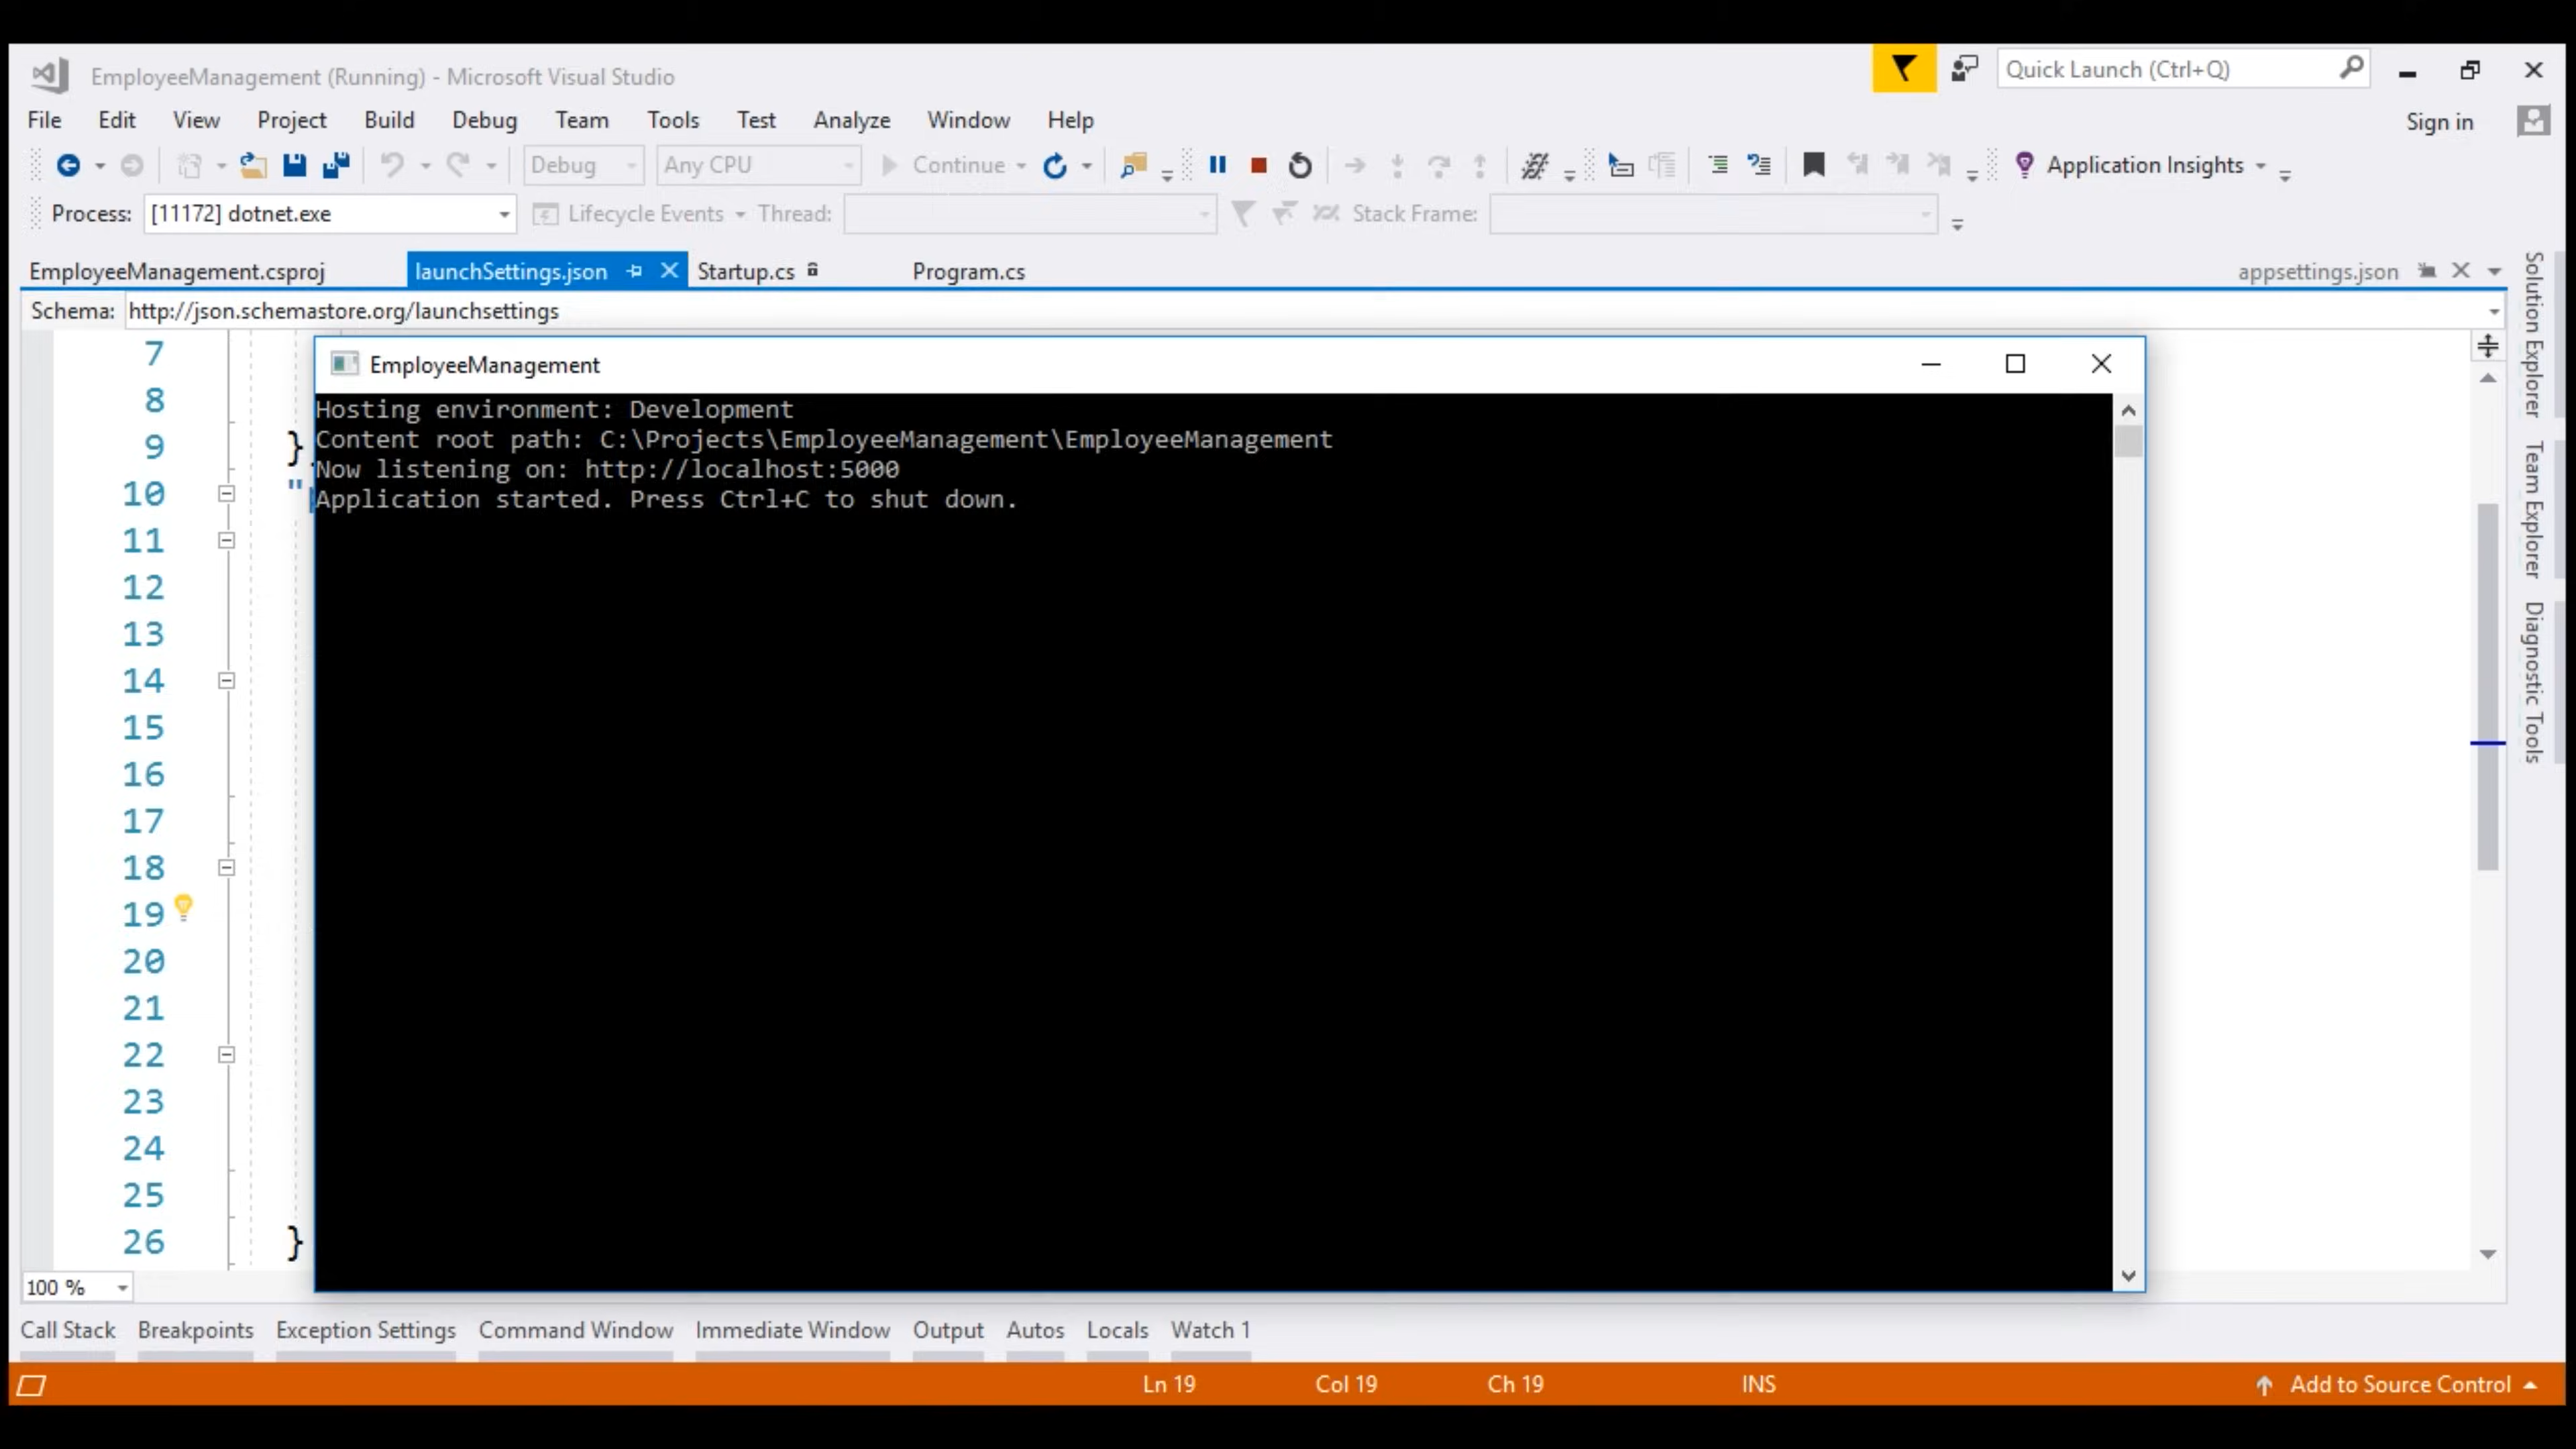 EmployeeManagement (Running) - Microsoft Visual Studio
Quick Launch (Ctrl+Q)
File Edit View Project Build Debug Team Tools Test Analyze Window Help
Sign in
Debug Any CPU Continue Application Insights
Process: [11172] dotnet.exe Lifecycle Events Thread: Stack Frame:
EmployeeManagement.csproj launchSettings.json Startup.cs Program.cs appsettings.json
Schema: http://json.schemastore.org/launchsettings
EmployeeManagement
Hosting environment: Development
Content root path: C:\Projects\EmployeeManagement\EmployeeManagement
Now listening on: http://localhost:5000
Application started. Press Ctrl+C to shut down.
7
8
9 }
10 "
11
12
13
14
15
16
17
18
19
20
21
22
23
24
25
26 }
Solution Explorer
Team Explorer
Diagnostic Tools
100 %
Call Stack Breakpoints Exception Settings Command Window Immediate Window Output Autos Locals Watch 1
Ln 19 Col 19 Ch 19 INS Add to Source Control